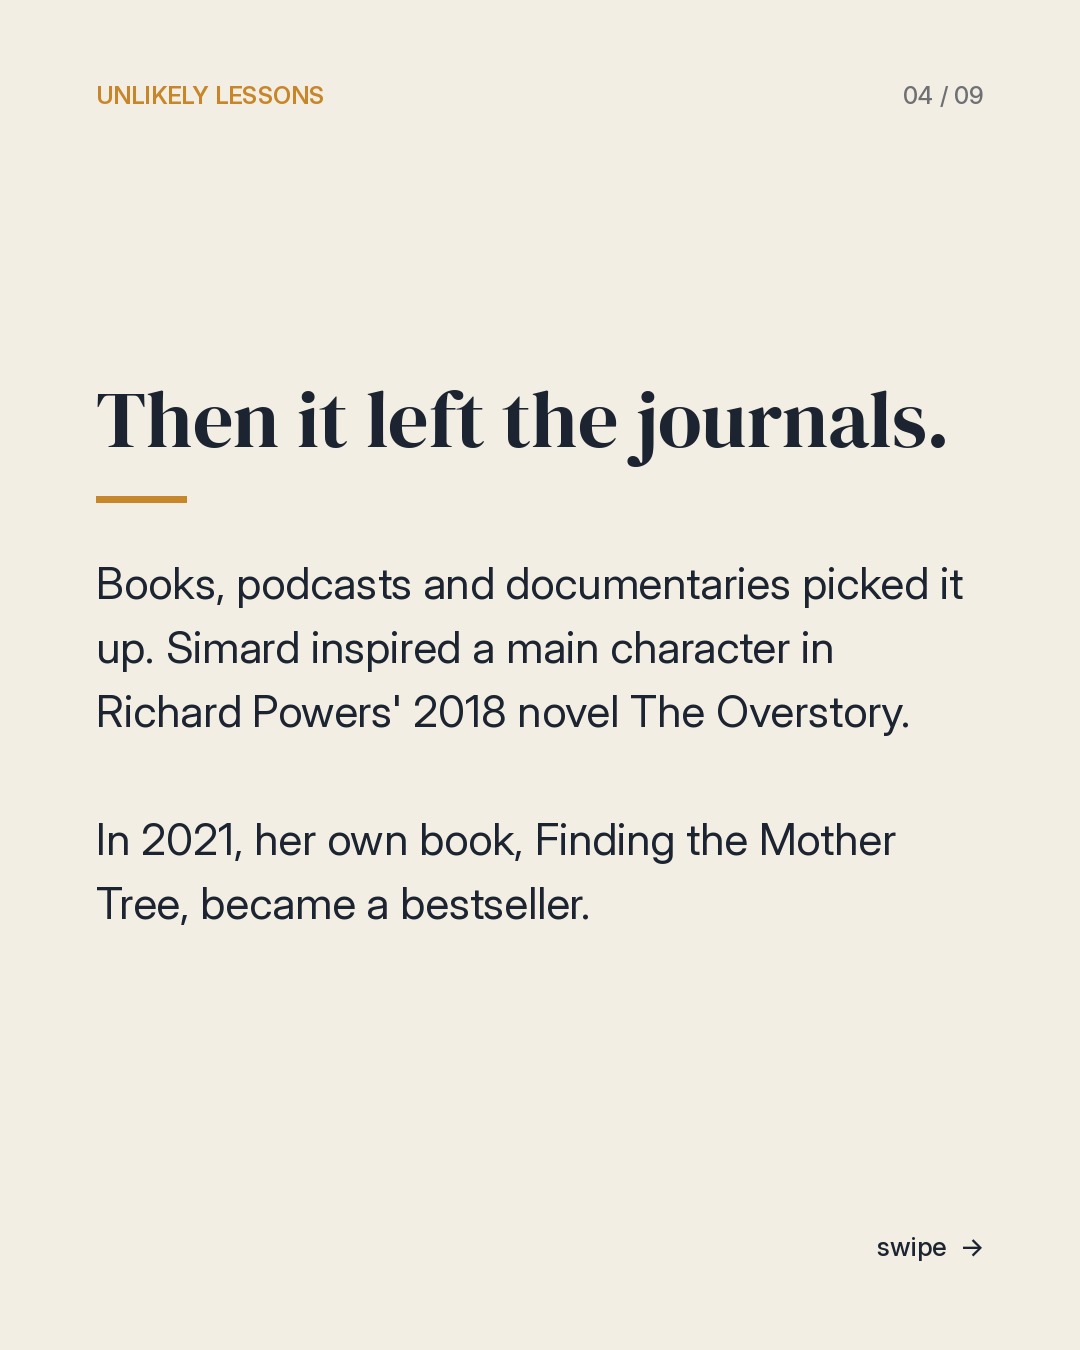 UNLIKELY LESSONS
04 / 09
Then it left the journals.
Books, podcasts and documentaries picked it
up. Simard inspired a main character in
Richard Powers' 2018 novel The Overstory.
In 2021, her own book, Finding the Mother
Tree, became a bestseller.
swipe →